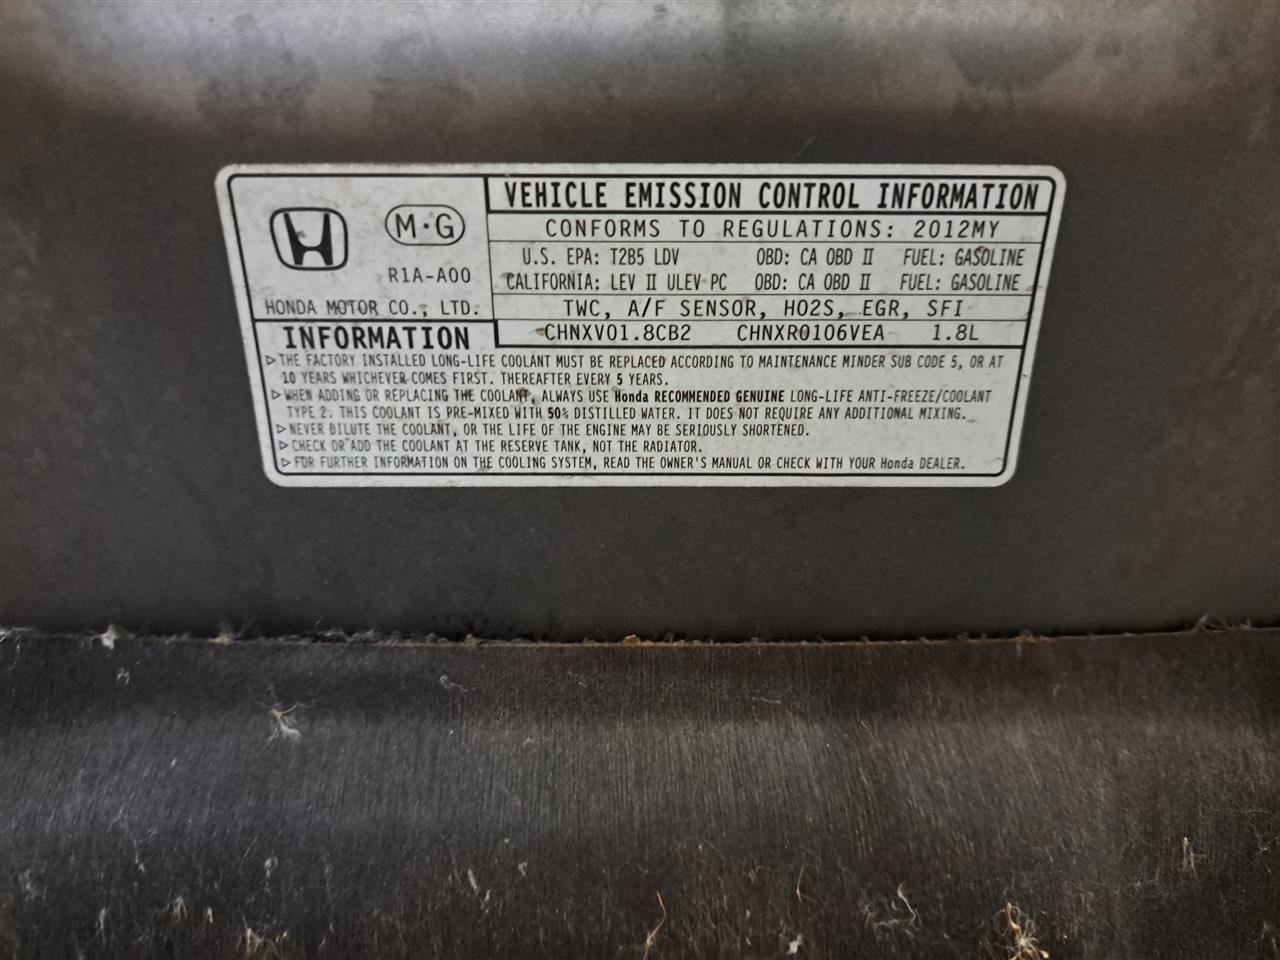 M·G
R1A-A00
HONDA MOTOR CO., LTD.
VEHICLE EMISSION CONTROL INFORMATION
CONFORMS TO REGULATIONS: 2012MY
U.S. EPA: T2B5 LDV OBD: CA OBD II FUEL: GASOLINE
CALIFORNIA: LEV II ULEV PC OBD: CA OBD II FUEL: GASOLINE
TWC, A/F SENSOR, HO2S, EGR, SFI
CHNXV01.8CB2 CHNXR0106VEA 1.8L
INFORMATION
▷THE FACTORY INSTALLED LONG-LIFE COOLANT MUST BE REPLACED ACCORDING TO MAINTENANCE MINDER SUB CODE 5, OR AT
10 YEARS WHICHEVER COMES FIRST. THEREAFTER EVERY 5 YEARS.
▷WHEN ADDING OR REPLACING THE COOLANT, ALWAYS USE Honda RECOMMENDED GENUINE LONG-LIFE ANTI-FREEZE/COOLANT
TYPE 2. THIS COOLANT IS PRE-MIXED WITH 50% DISTILLED WATER. IT DOES NOT REQUIRE ANY ADDITIONAL MIXING.
▷NEVER DILUTE THE COOLANT, OR THE LIFE OF THE ENGINE MAY BE SERIOUSLY SHORTENED.
▷CHECK OR ADD THE COOLANT AT THE RESERVE TANK, NOT THE RADIATOR.
▷FOR FURTHER INFORMATION ON THE COOLING SYSTEM, READ THE OWNER'S MANUAL OR CHECK WITH YOUR Honda DEALER.